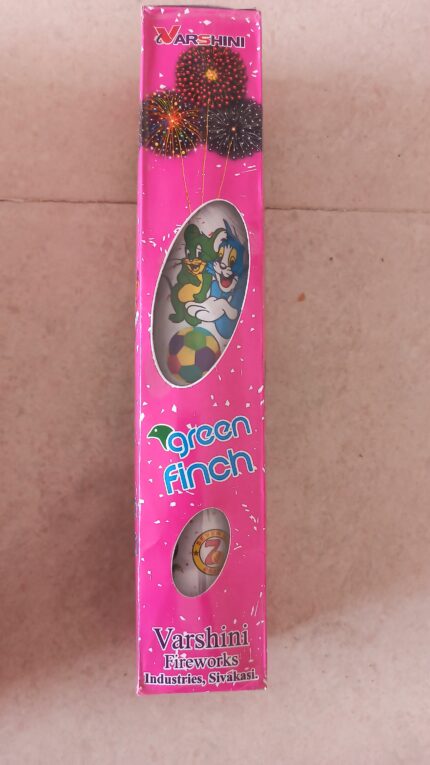 VARSHINI
green
finch
Varshini
Fireworks
Industries, Sivakasi.